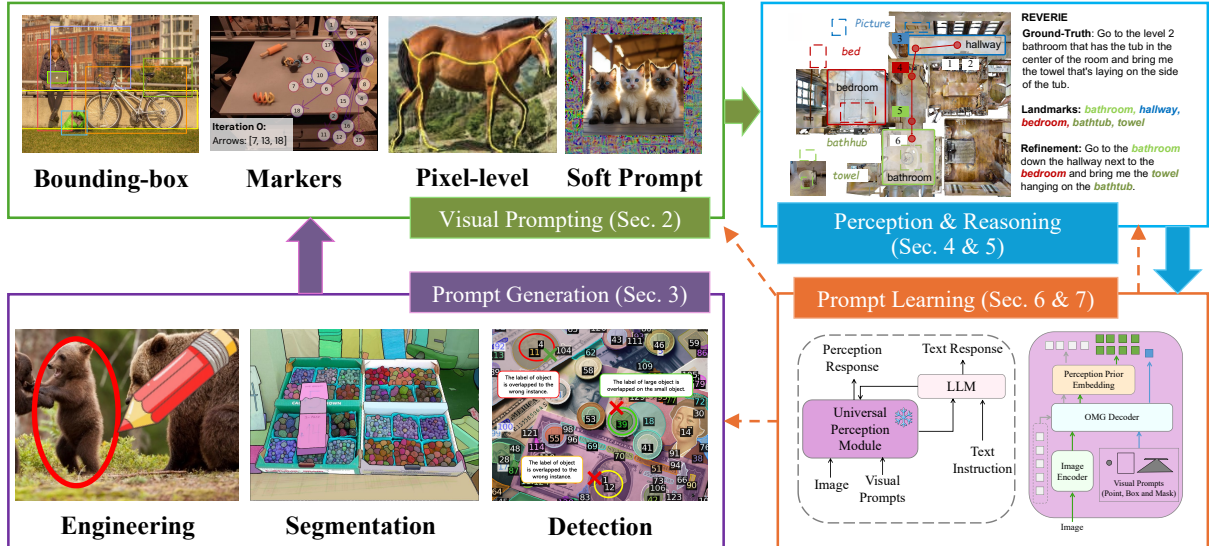 Iteration 0:
Arrows: [7, 13, 18]
Bounding-box
Markers
Pixel-level
Soft Prompt
Visual Prompting (Sec. 2)
Picture
bed
3
hallway
4
1 2
bedroom
5
6
bathhub
towel
bathroom
REVERIE
Ground-Truth: Go to the level 2
bathroom that has the tub in the
center of the room and bring me
the towel that's laying on the side
of the tub.
Landmarks: bathroom, hallway,
bedroom, bathtub, towel
Refinement: Go to the bathroom
down the hallway next to the
bedroom and bring me the towel
hanging on the bathtub.
Perception & Reasoning
(Sec. 4 & 5)
Prompt Generation (Sec. 3)
The label of object
is overlapped to the
wrong instance.
The label of large object is
overlapped on the small object.
The label of object
is overlapped to the
wrong instance.
Engineering
Segmentation
Detection
Prompt Learning (Sec. 6 & 7)
Perception
Response
Text Response
LLM
Universal
Perception
Module
Image
Visual
Prompts
Text
Instruction
Perception Prior
Embedding
OMG Decoder
Image
Encoder
Visual Prompts
(Point, Box and Mask)
Image